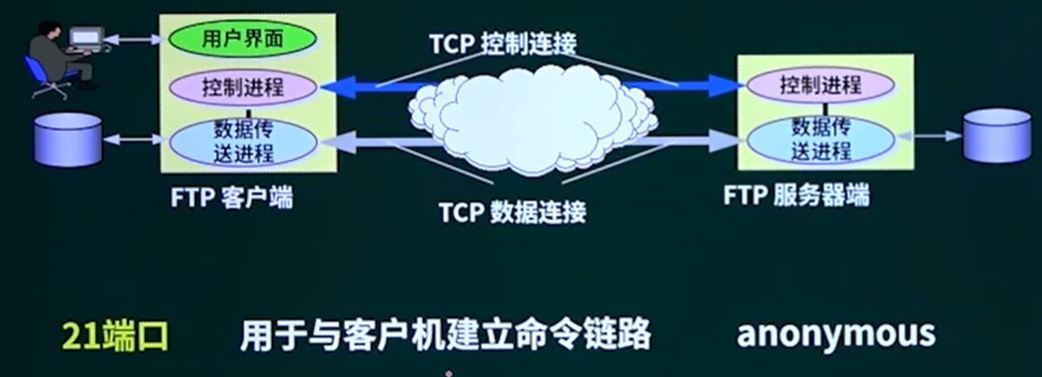 用户界面
TCP 控制连接
控制进程
控制进程
数据传
送进程
数据传
送进程
FTP 客户端
TCP 数据连接
FTP 服务器端
21端口
用于与客户机建立命令链路
anonymous